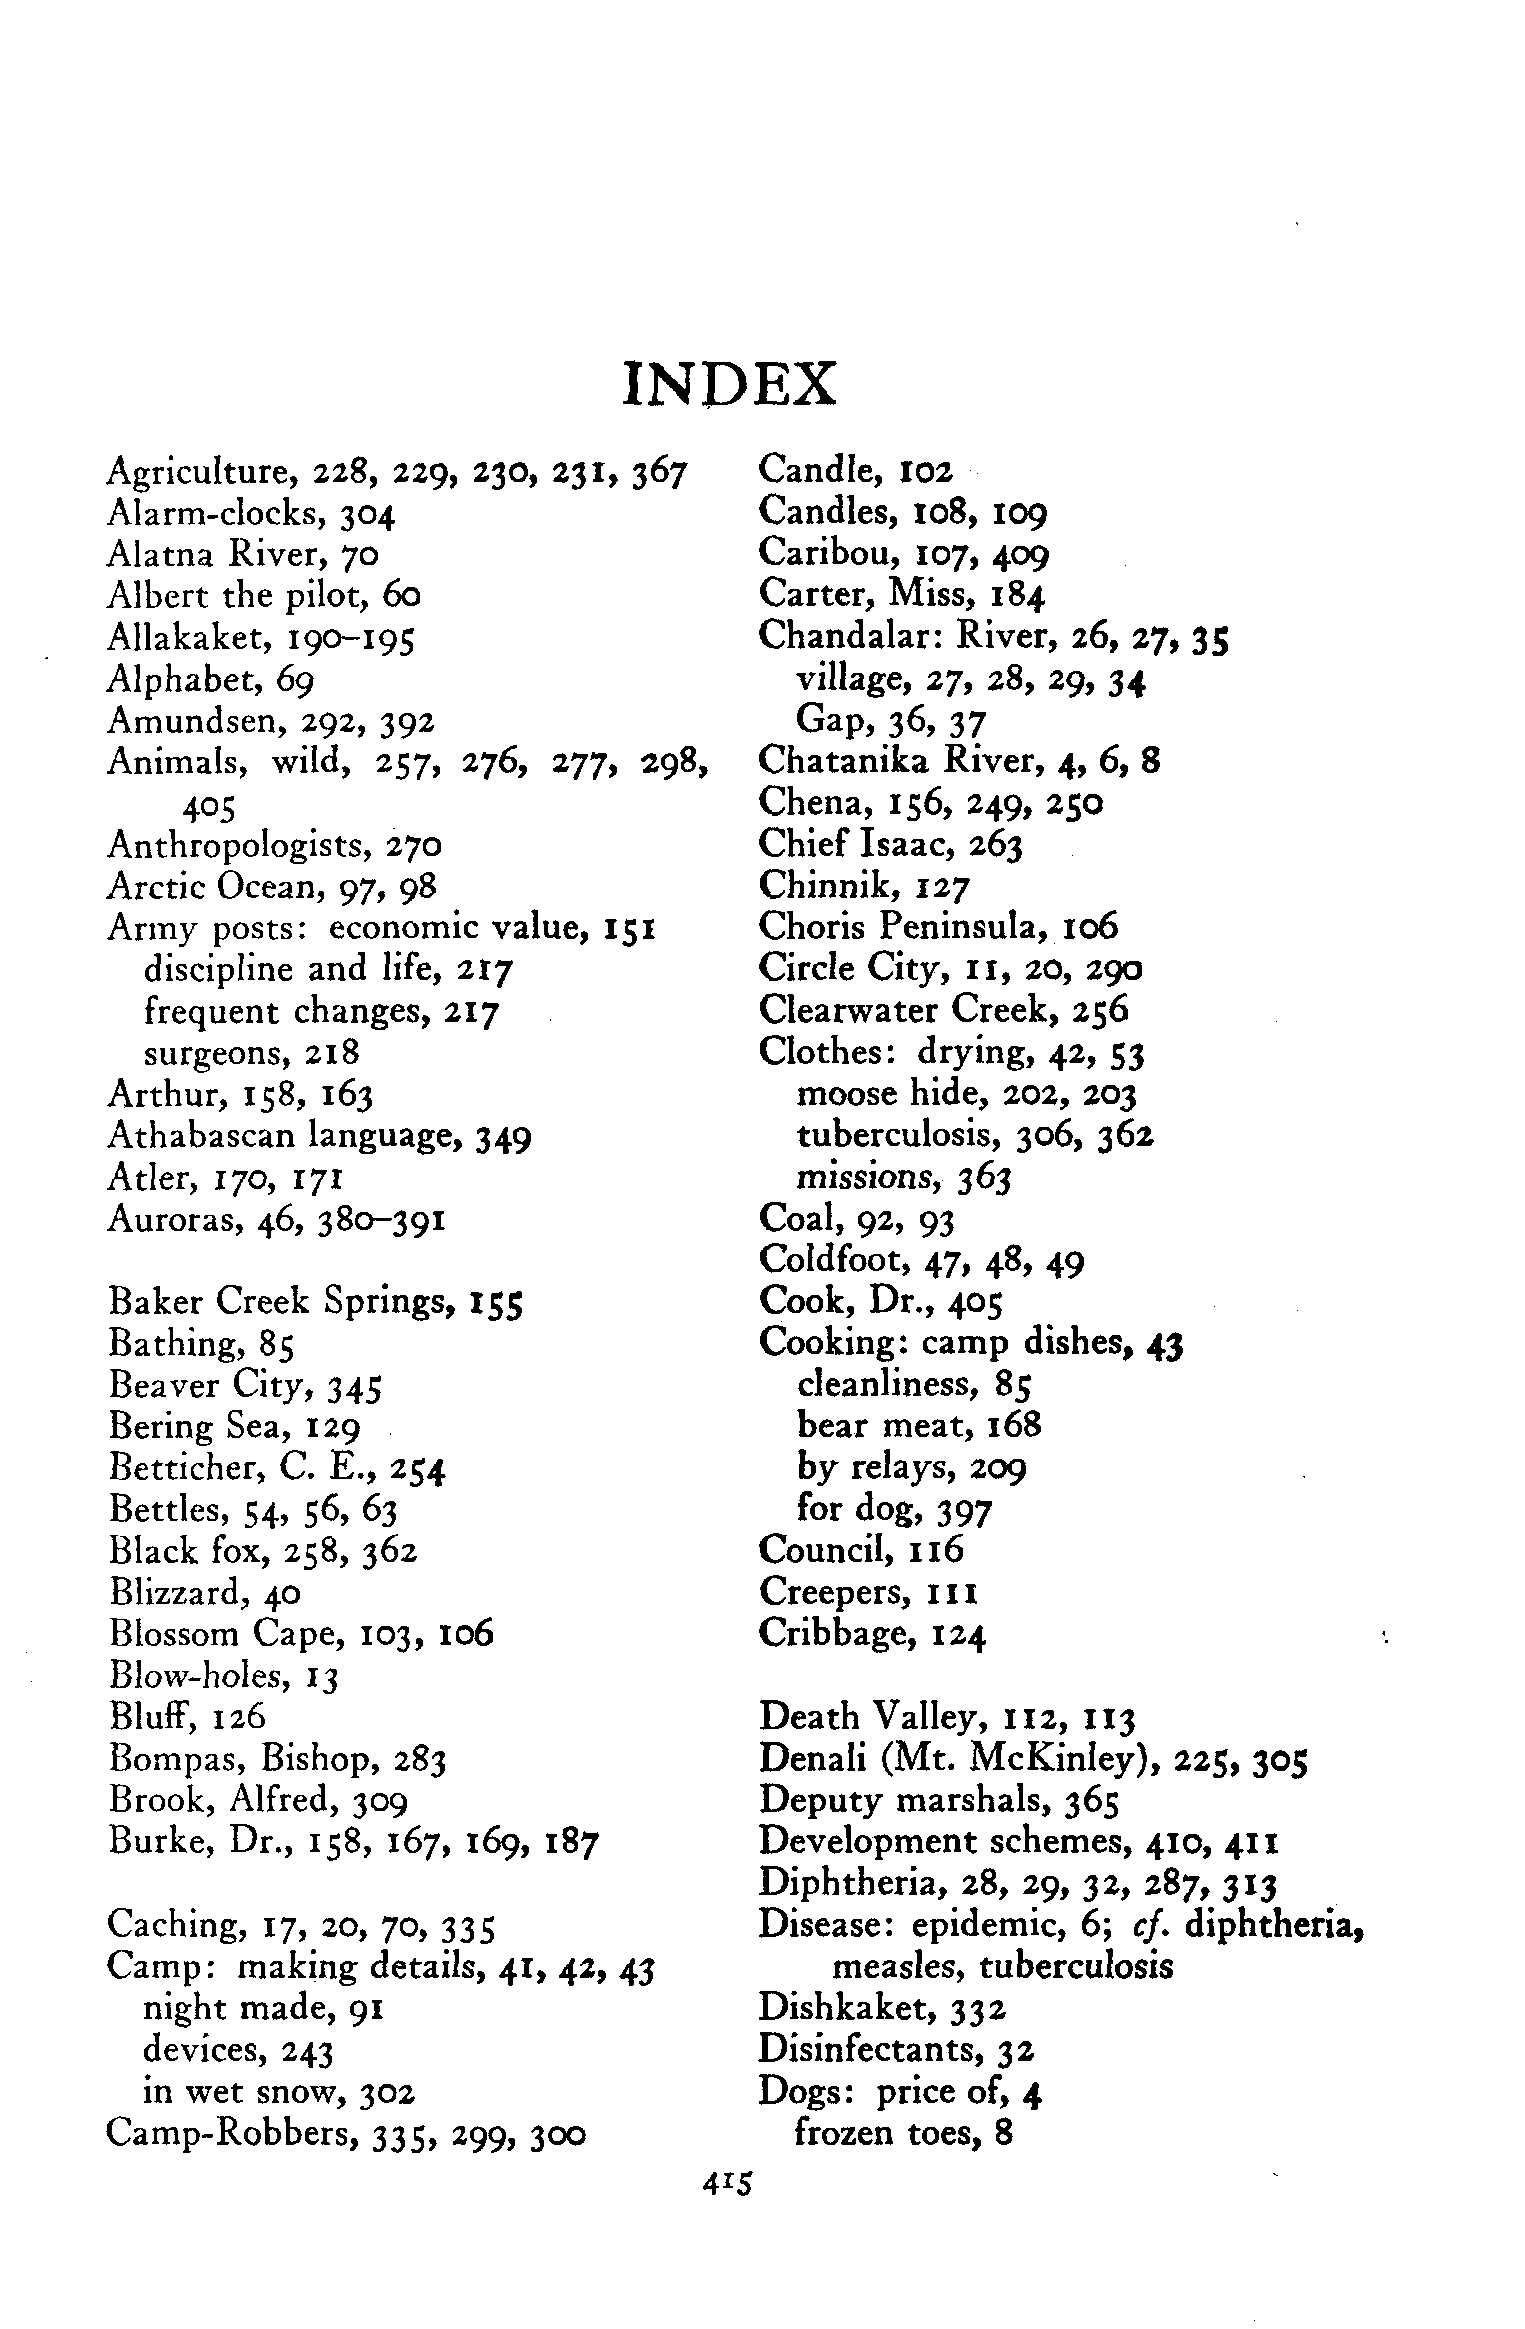 INDEX
Agriculture, 228, 229, 230, 231, 367
Alarm-clocks, 304
Alatna River, 70
Albert the pilot, 60
Allakaket, 190–195
Alphabet, 69
Amundsen, 292, 392
Animals, wild, 257, 276, 277, 298,
405
Anthropologists, 270
Arctic Ocean, 97, 98
Army posts: economic value, 151
discipline and life, 217
frequent changes, 217
surgeons, 218
Arthur, 158, 163
Athabascan language, 349
Atler, 170, 171
Auroras, 46, 380–391
Baker Creek Springs, 155
Bathing, 85
Beaver City, 345
Bering Sea, 129
Betticher, C. E., 254
Bettles, 54, 56, 63
Black fox, 258, 362
Blizzard, 40
Blossom Cape, 103, 106
Blow-holes, 13
Bluff, 126
Bompas, Bishop, 283
Brook, Alfred, 309
Burke, Dr., 158, 167, 169, 187
Caching, 17, 20, 70, 335
Camp: making details, 41, 42, 43
night made, 91
devices, 243
in wet snow, 302
Camp-Robbers, 335, 299, 300
Candle, 102
Candles, 108, 109
Caribou, 107, 409
Carter, Miss, 184
Chandalar: River, 26, 27, 35
village, 27, 28, 29, 34
Gap, 36, 37
Chatanika River, 4, 6, 8
Chena, 156, 249, 250
Chief Isaac, 263
Chinnik, 127
Choris Peninsula, 106
Circle City, 11, 20, 290
Clearwater Creek, 256
Clothes: drying, 42, 53
moose hide, 202, 203
tuberculosis, 306, 362
missions, 363
Coal, 92, 93
Coldfoot, 47, 48, 49
Cook, Dr., 405
Cooking: camp dishes, 43
cleanliness, 85
bear meat, 168
by relays, 209
for dog, 397
Council, 116
Creepers, 111
Cribbage, 124
Death Valley, 112, 113
Denali (Mt. McKinley), 225, 305
Deputy marshals, 365
Development schemes, 410, 411
Diphtheria, 28, 29, 32, 287, 313
Disease: epidemic, 6; cf. diphtheria,
measles, tuberculosis
Dishkaket, 332
Disinfectants, 32
Dogs: price of, 4
frozen toes, 8
415